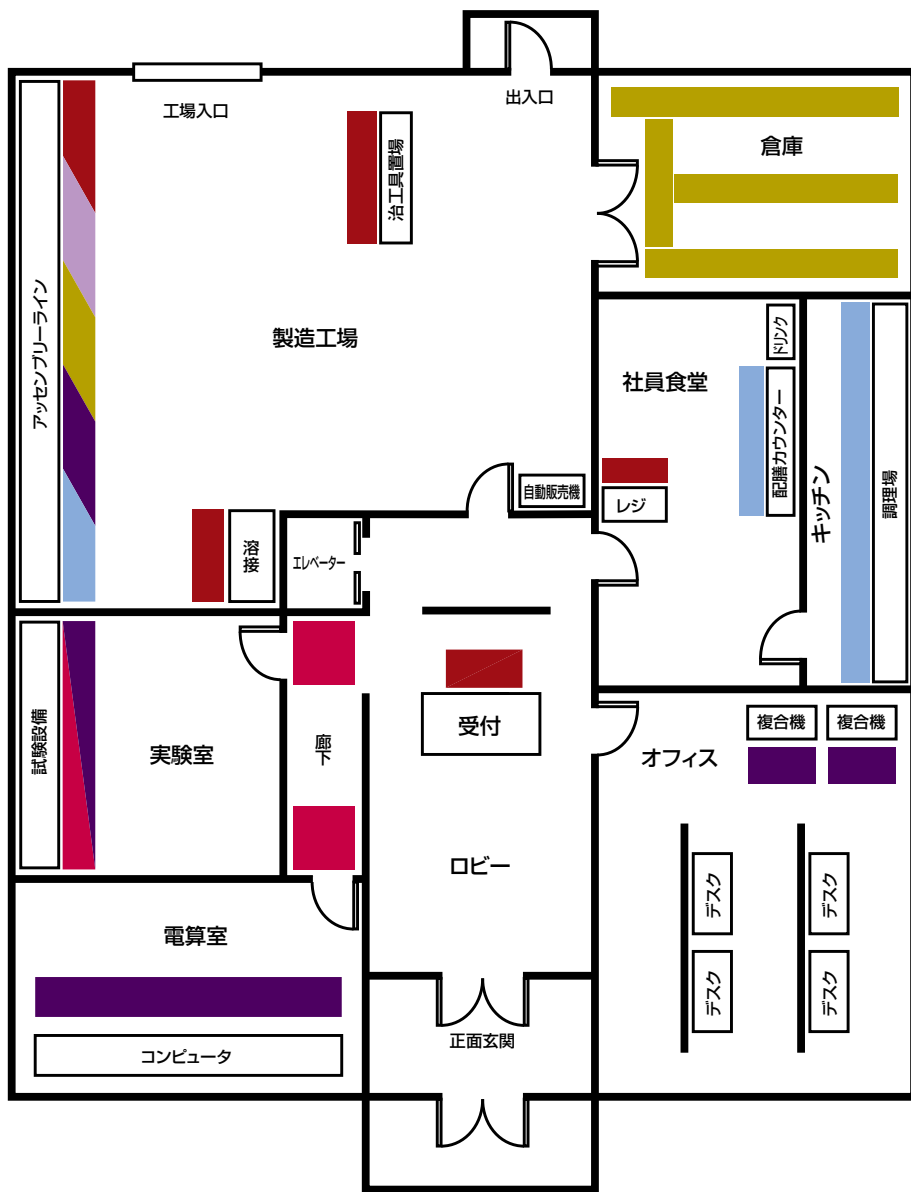 出入口
工場入口
治工具置場
倉庫
アッセンブリーライン
製造工場
ドリンク
社員食堂
配膳カウンター
キッチン
調理場
レジ
自動販売機
溶接
エレベーター
試験設備
実験室
廊下
受付
オフィス
複合機
複合機
ロビー
デスク
デスク
デスク
デスク
電算室
コンピュータ
正面玄関